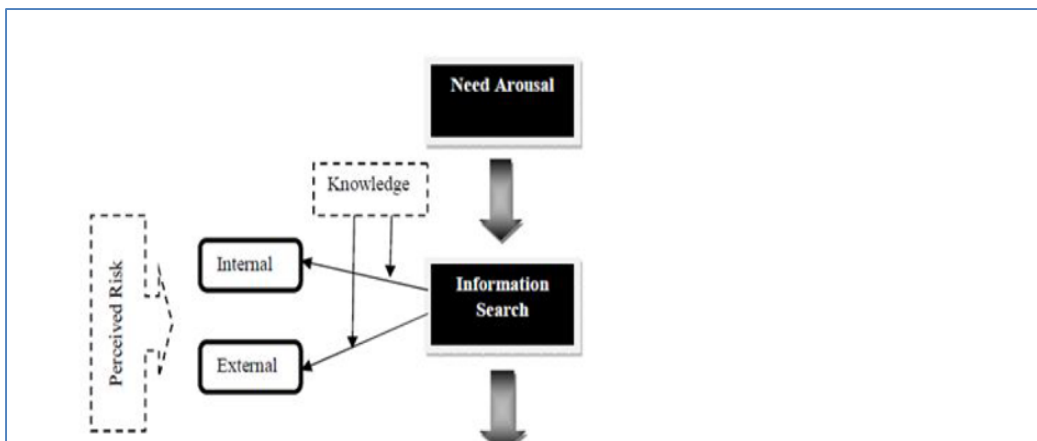 Need Arousal
Knowledge
Perceived Risk
Internal
Information
Search
External